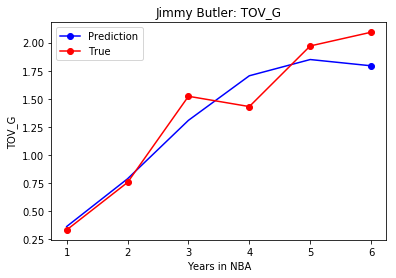 Jimmy Butler: TOV_G
Prediction
True
2.00
1.75
1.50
1.25
1.00
0.75
0.50
0.25
TOV_G
1 2 3 4 5 6
Years in NBA